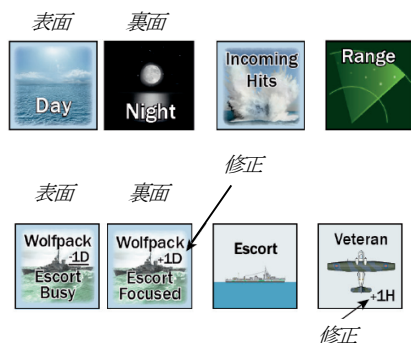 表面
裏面
Day
Night
Incoming
Hits
Range
修正
表面
裏面
Wolfpack
-1D
Escort
Busy
Wolfpack
+1D
Escort
Focused
Escort
Veteran
+1H
修正